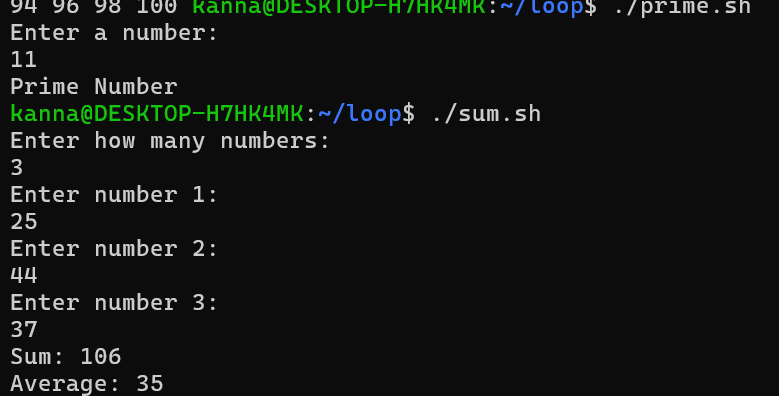 94 96 98 100 kanna@DESKTOP-H7HK4MK:~/loop$ ./prime.sh
Enter a number:
11
Prime Number
kanna@DESKTOP-H7HK4MK:~/loop$ ./sum.sh
Enter how many numbers:
3
Enter number 1:
25
Enter number 2:
44
Enter number 3:
37
Sum: 106
Average: 35